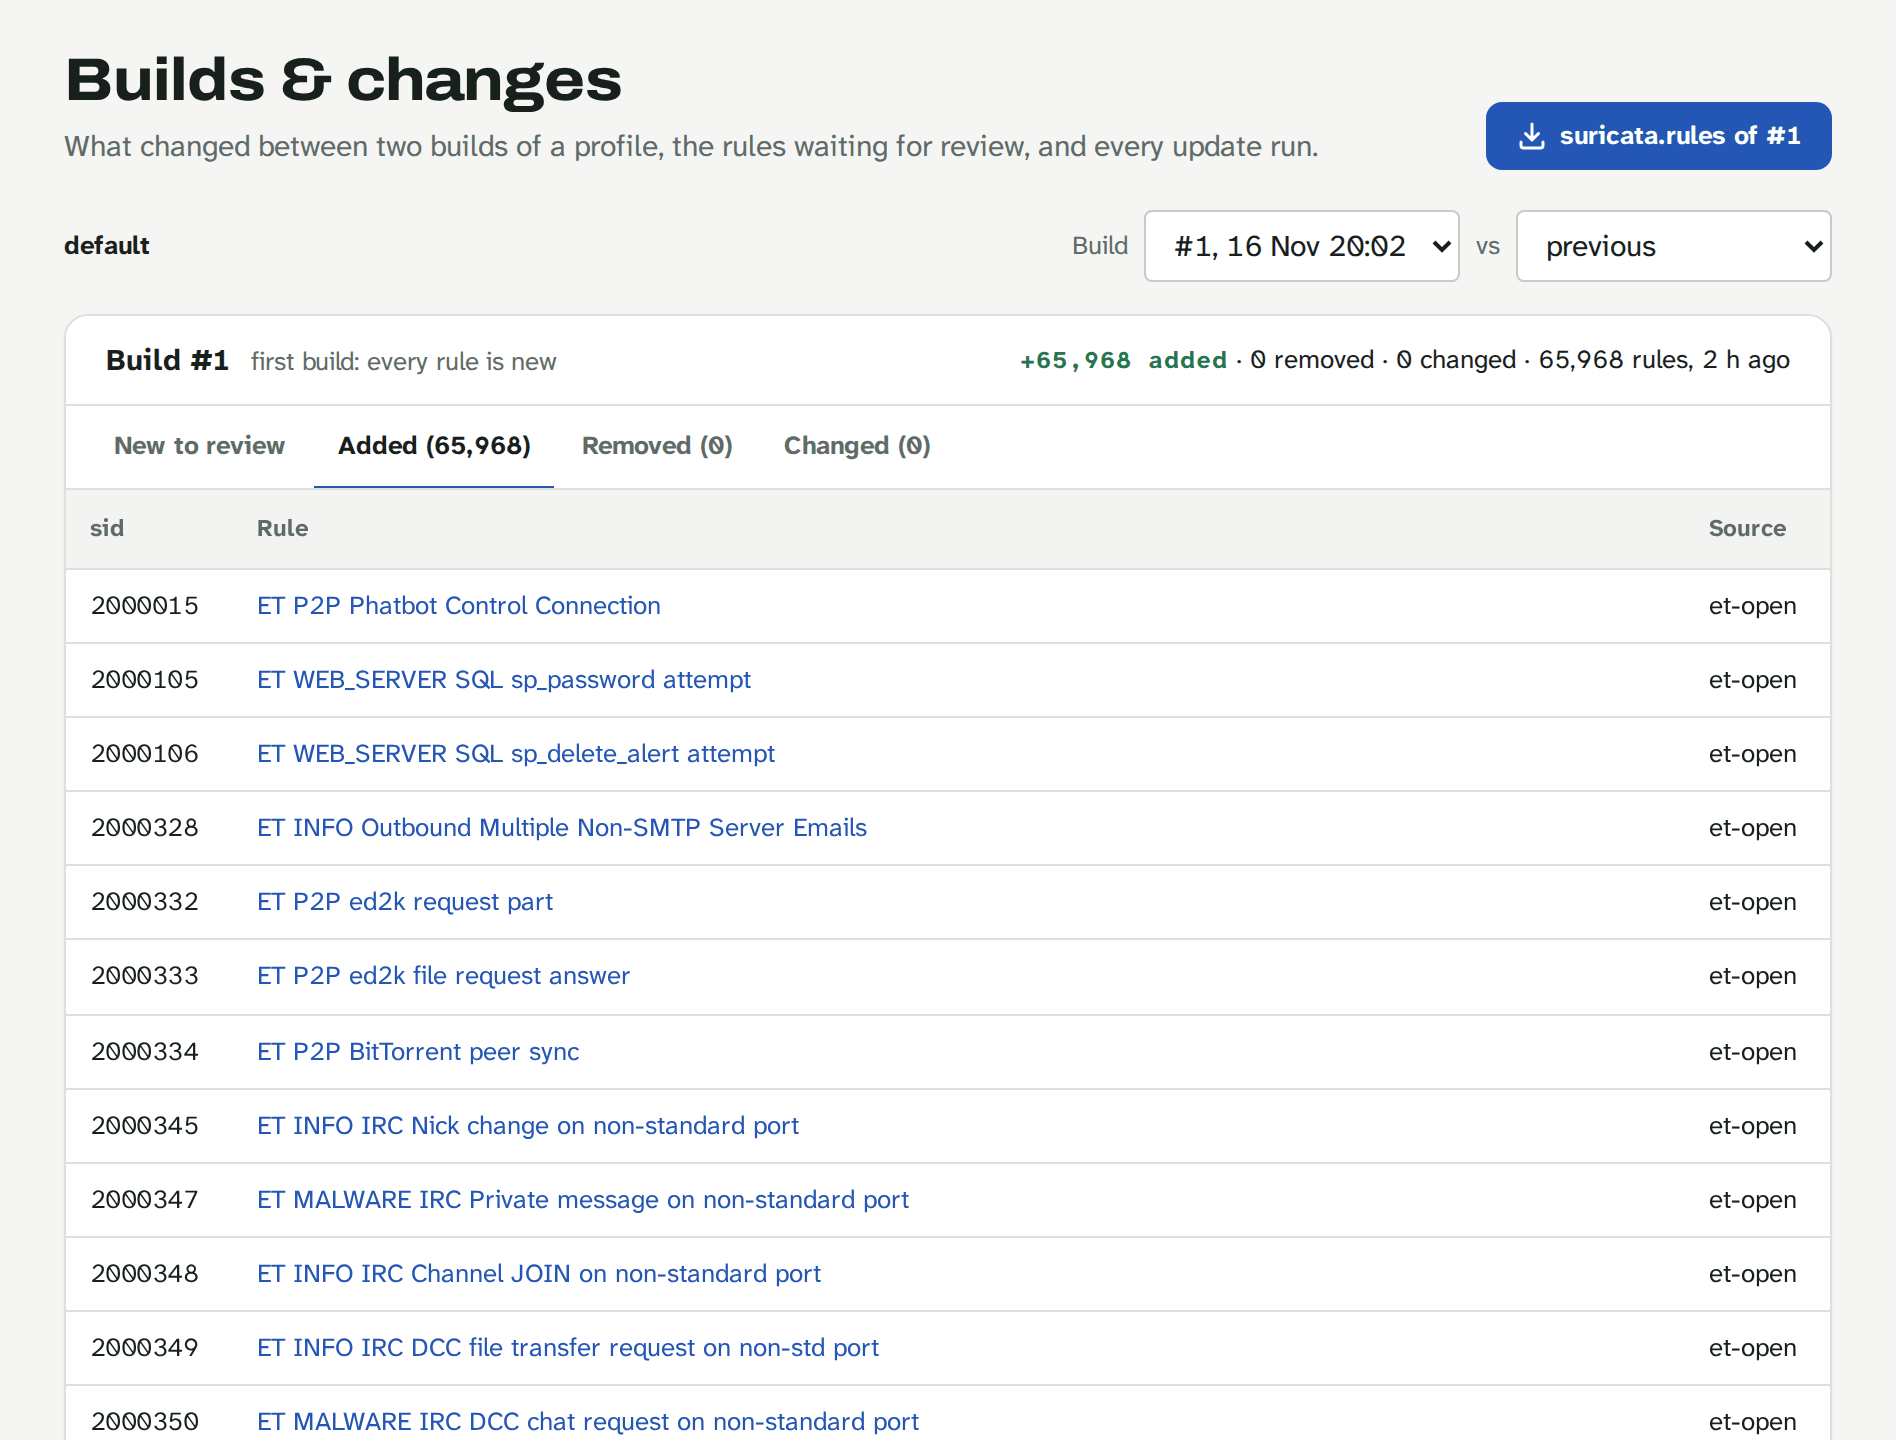 Builds & changes
What changed between two builds of a profile, the rules waiting for review, and every update run.
suricata.rules of #1
default
Build #1, 16 Nov 20:02 vs previous
Build #1 first build: every rule is new +65,968 added · 0 removed · 0 changed · 65,968 rules, 2 h ago
New to review Added (65,968) Removed (0) Changed (0)
sid Rule Source
2000015 ET P2P Phatbot Control Connection et-open
2000105 ET WEB_SERVER SQL sp_password attempt et-open
2000106 ET WEB_SERVER SQL sp_delete_alert attempt et-open
2000328 ET INFO Outbound Multiple Non-SMTP Server Emails et-open
2000332 ET P2P ed2k request part et-open
2000333 ET P2P ed2k file request answer et-open
2000334 ET P2P BitTorrent peer sync et-open
2000345 ET INFO IRC Nick change on non-standard port et-open
2000347 ET MALWARE IRC Private message on non-standard port et-open
2000348 ET INFO IRC Channel JOIN on non-standard port et-open
2000349 ET INFO IRC DCC file transfer request on non-std port et-open
2000350 ET MALWARE IRC DCC chat request on non-standard port et-open